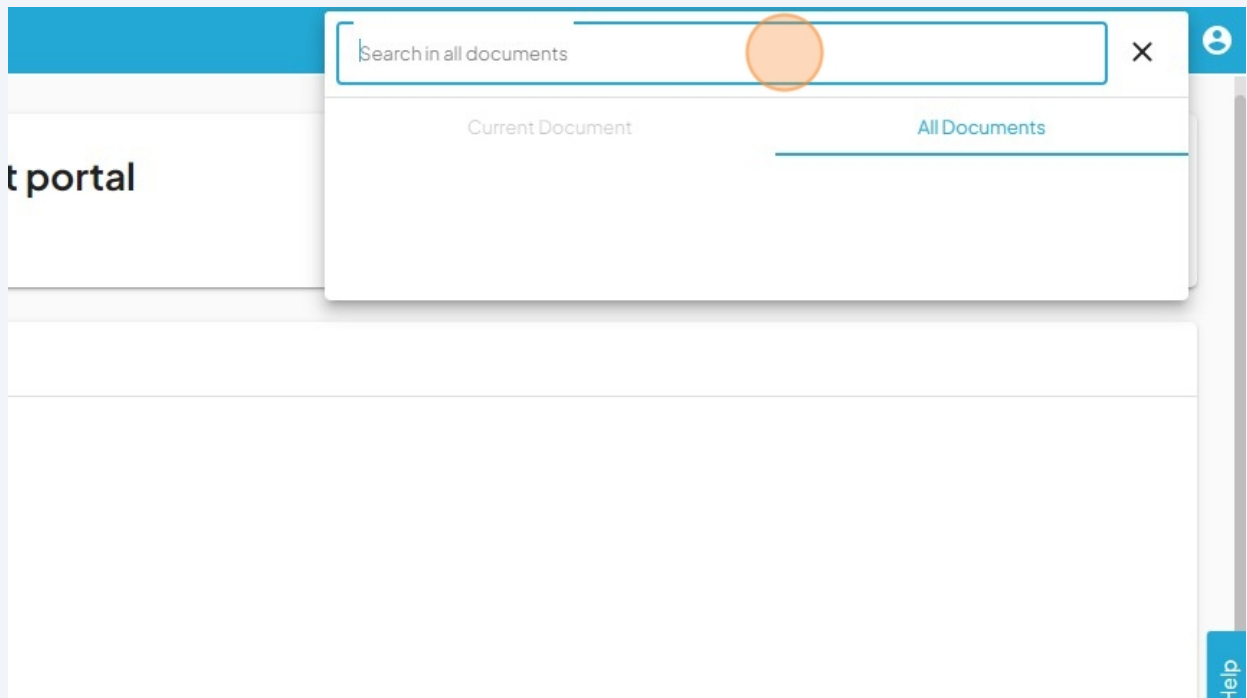 Search in all documents
Current Document
All Documents
t portal
Help